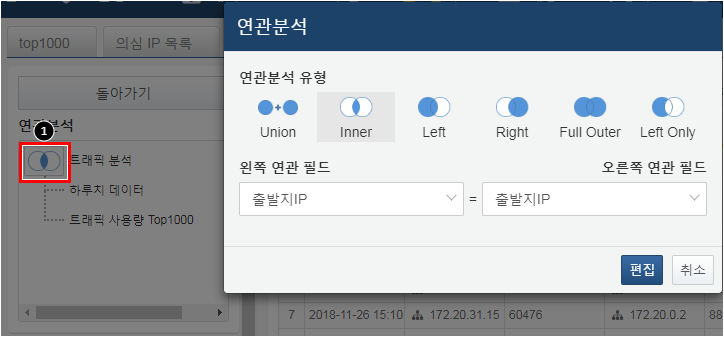 연관분석
top1000
의심 IP 목록
돌아가기
연관분석
1
트래픽 분석
하루치 데이터
트래픽 사용량 Top1000
연관분석 유형
Union
Inner
Left
Right
Full Outer
Left Only
왼쪽 연관 필드
오른쪽 연관 필드
출발지IP
=
출발지IP
편집
취소
7 2018-11-26 15:10 172.20.31.15 60476 172.20.0.2 88